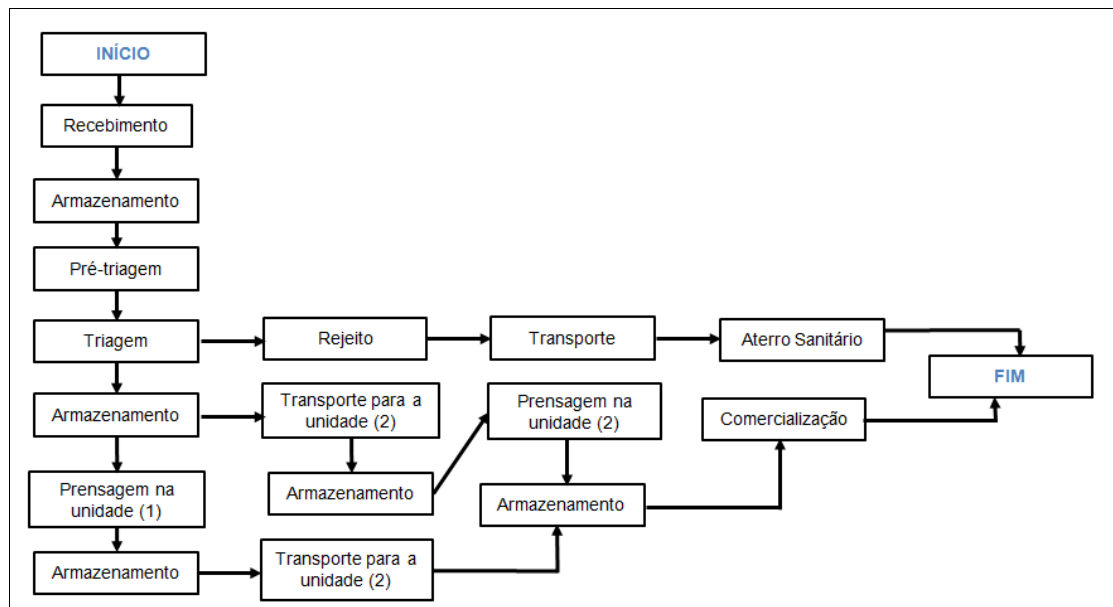 INÍCIO
Recebimento
Armazenamento
Pré-triagem
Triagem
Rejeito
Transporte
Aterro Sanitário
FIM
Armazenamento
Transporte para a
unidade (2)
Prensagem na
unidade (2)
Comercialização
Prensagem na
unidade (1)
Armazenamento
Armazenamento
Armazenamento
Transporte para a
unidade (2)